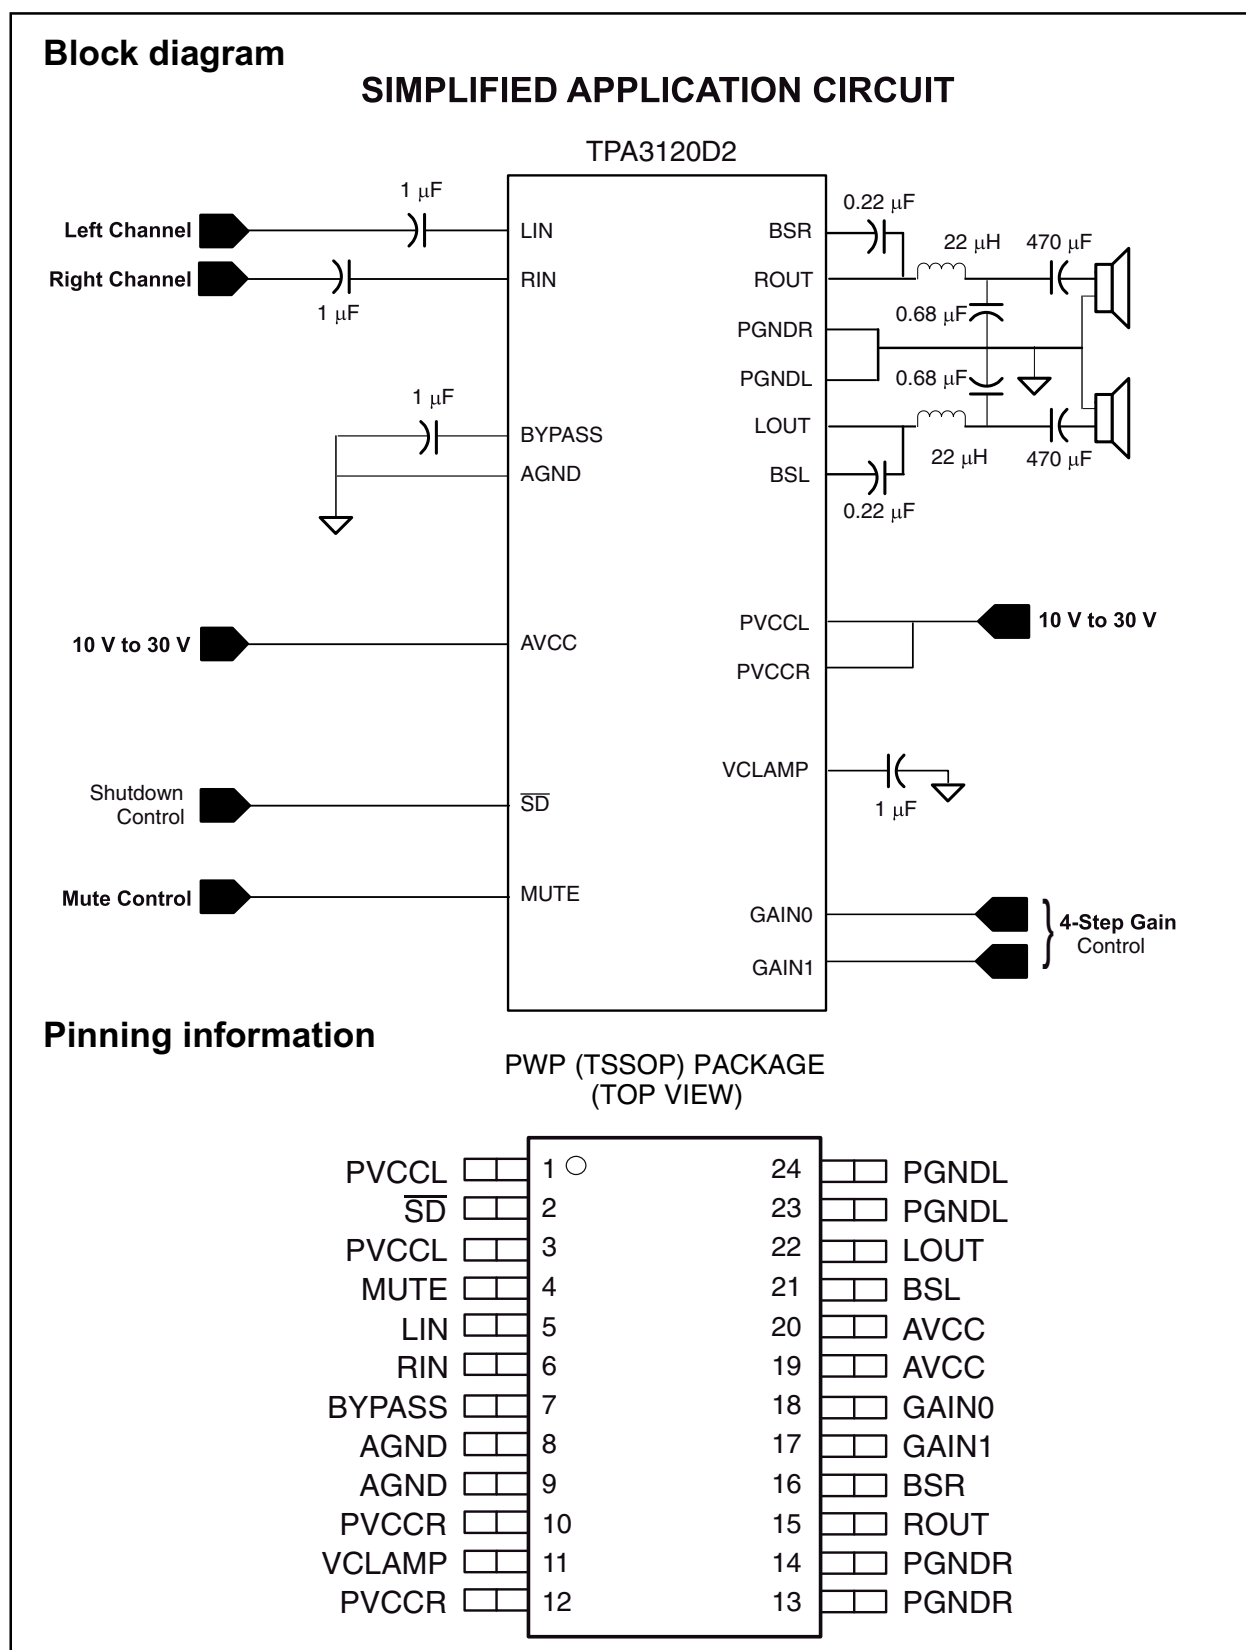 Block diagram
SIMPLIFIED APPLICATION CIRCUIT
TPA3120D2
1 μF
0.22 μF
Left Channel
LIN
BSR
22 μH
470 μF
Right Channel
RIN
ROUT
1 μF
0.68 μF
PGNDR
PGNDL
0.68 μF
1 μF
BYPASS
LOUT
22 μH
470 μF
AGND
BSL
0.22 μF
10 V to 30 V
AVCC
PVCCL
10 V to 30 V
PVCCR
VCLAMP
1 μF
Shutdown
Control
SD
Mute Control
MUTE
GAIN0
4-Step Gain
Control
GAIN1
Pinning information
PWP (TSSOP) PACKAGE
(TOP VIEW)
PVCCL 1 24 PGNDL
SD 2 23 PGNDL
PVCCL 3 22 LOUT
MUTE 4 21 BSL
LIN 5 20 AVCC
RIN 6 19 AVCC
BYPASS 7 18 GAIN0
AGND 8 17 GAIN1
AGND 9 16 BSR
PVCCR 10 15 ROUT
VCLAMP 11 14 PGNDR
PVCCR 12 13 PGNDR